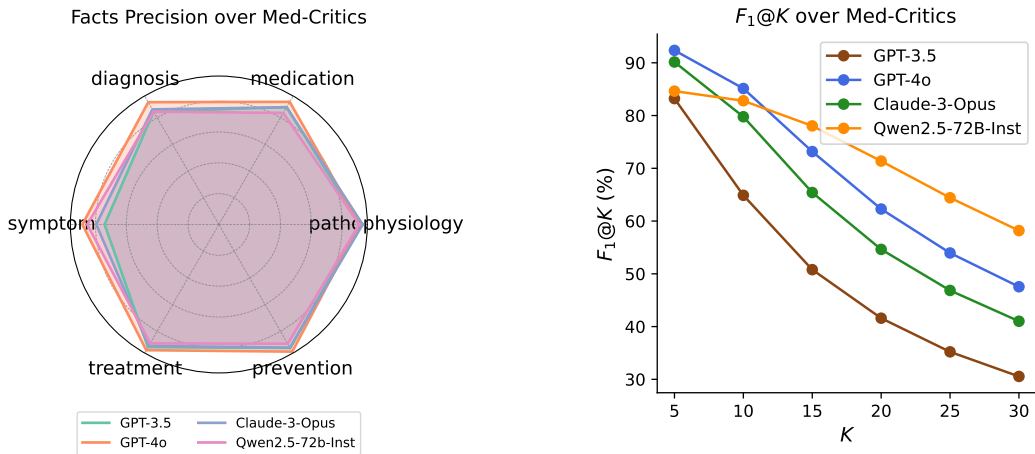 Facts Precision over Med-Critics
diagnosis
medication
symptom
pathophysiology
treatment
prevention
GPT-3.5
GPT-4o
Claude-3-Opus
Qwen2.5-72b-Inst
F₁@K over Med-Critics
GPT-3.5
GPT-4o
Claude-3-Opus
Qwen2.5-72B-Inst
F₁@K (%)
90
80
70
60
50
40
30
5 10 15 20 25 30
K